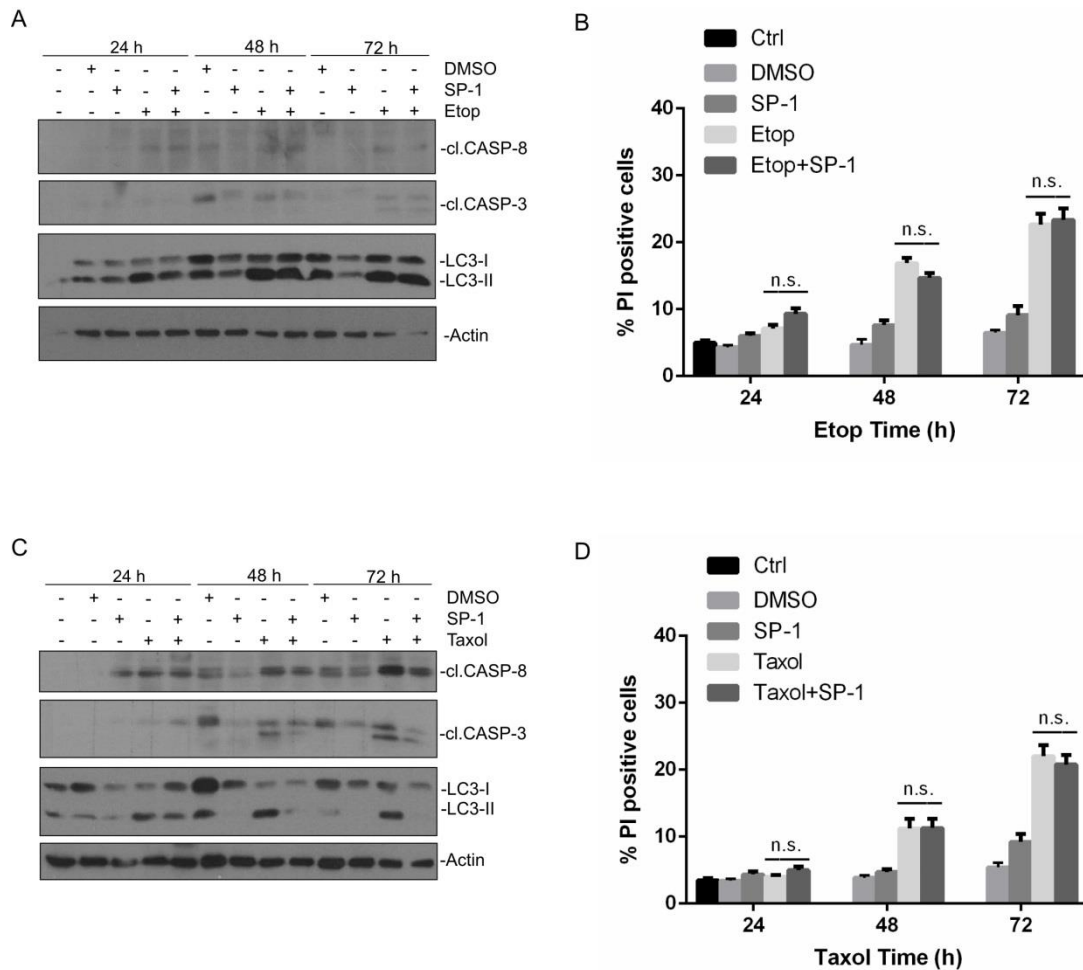 A
24 h 48 h 72 h
- + - - - + - - - + - - - DMSO
- - + - + - + - + - + - + SP-1
- - - + + - - + + - - + + Etop
-cl.CASP-8
-cl.CASP-3
-LC3-I
-LC3-II
-Actin
B
Ctrl
DMSO
SP-1
Etop
Etop+SP-1
% PI positive cells
40
30
20
10
0
n.s.
n.s.
n.s.
24 48 72
Etop Time (h)
C
24 h 48 h 72 h
- + - - - + - - - + - - - DMSO
- - + - + - + - + - + - + SP-1
- - - + + - - + + - - + + Taxol
-cl.CASP-8
-cl.CASP-3
-LC3-I
-LC3-II
-Actin
D
Ctrl
DMSO
SP-1
Taxol
Taxol+SP-1
% PI positive cells
40
30
20
10
0
n.s.
n.s.
n.s.
24 48 72
Taxol Time (h)